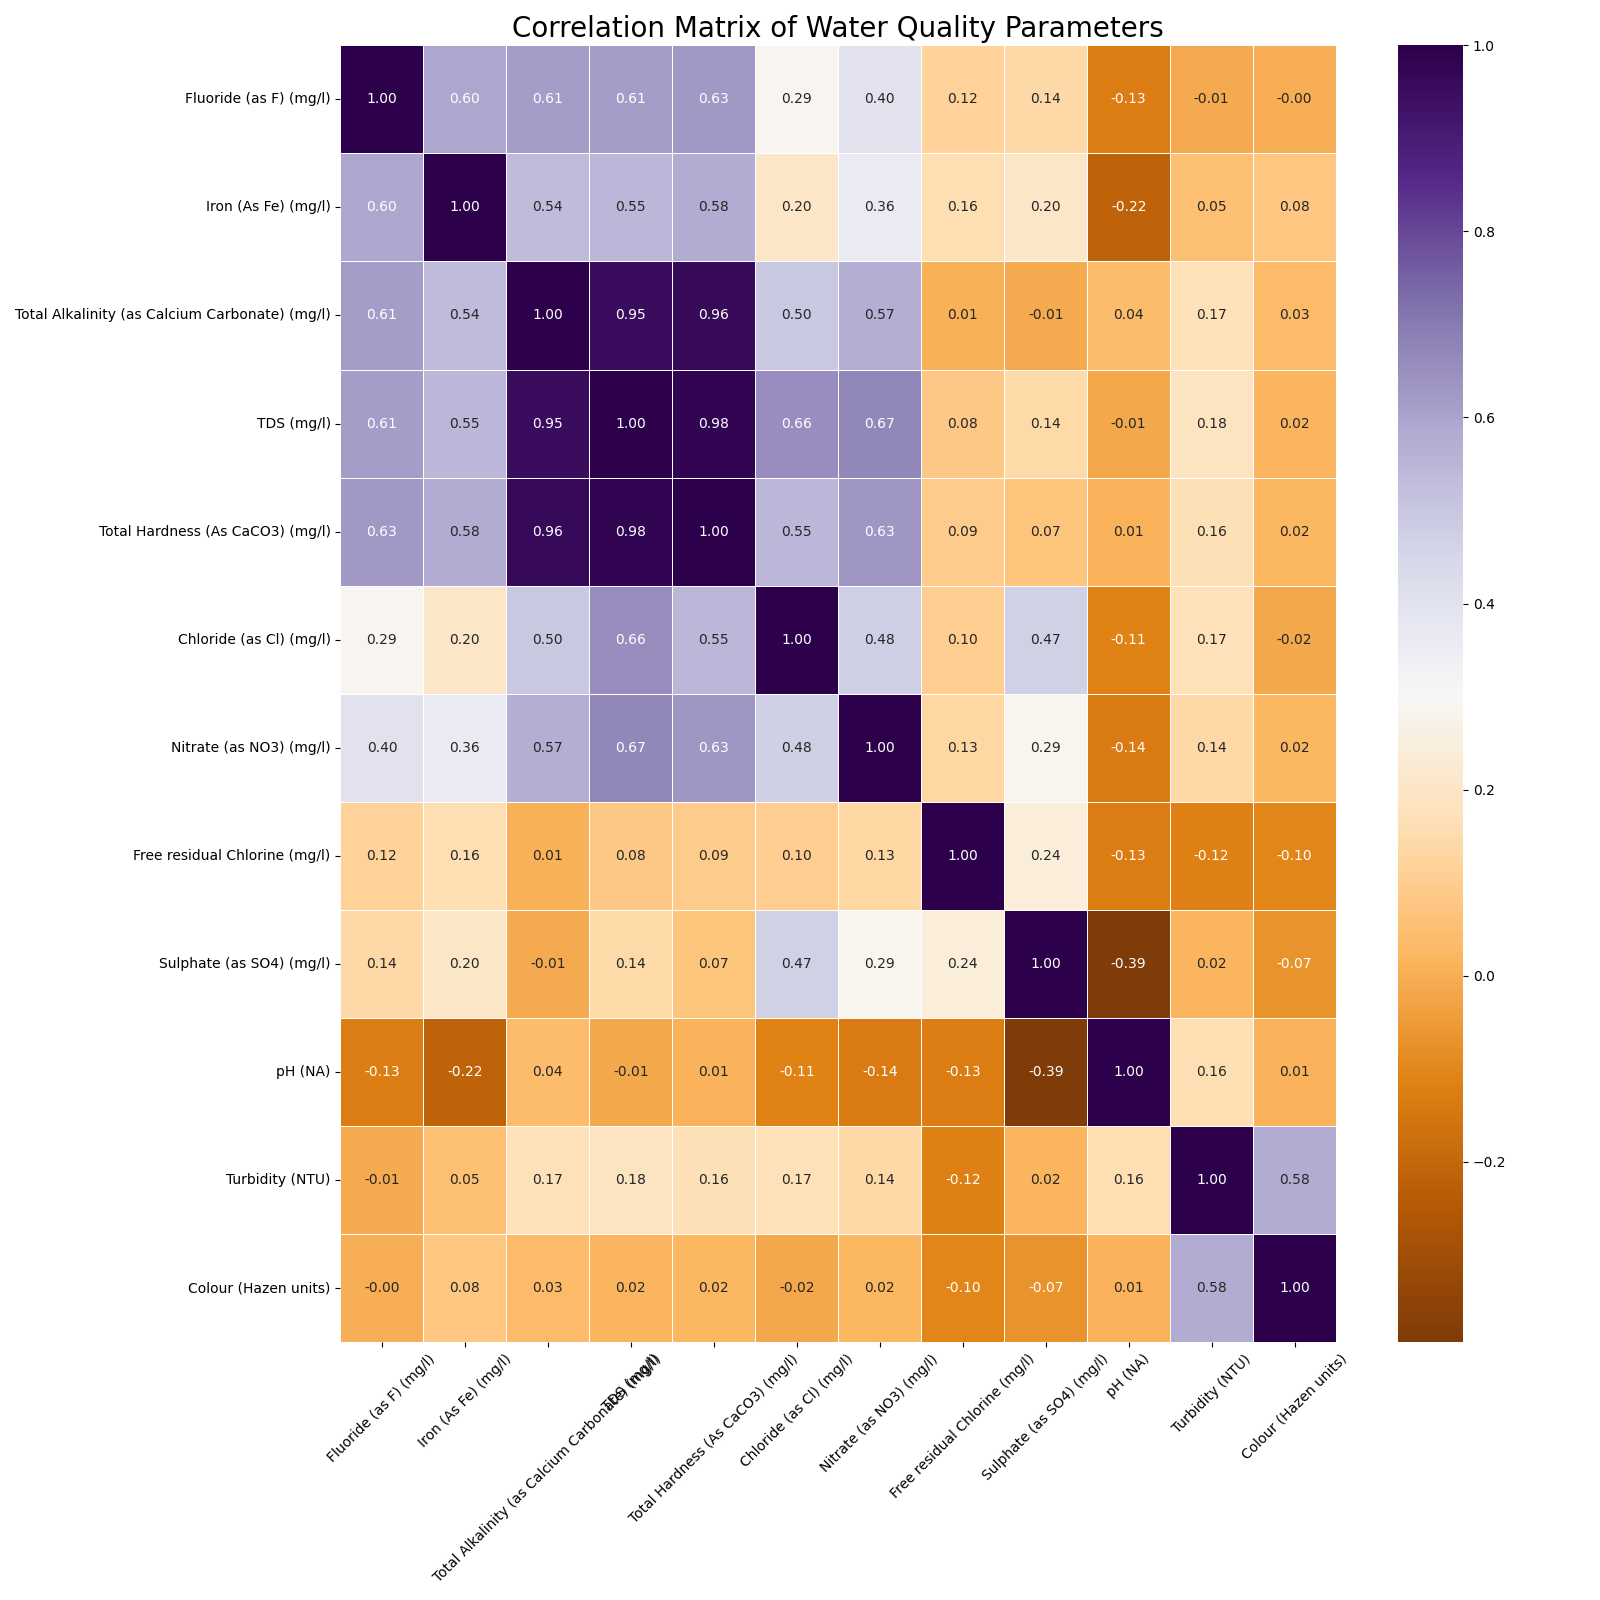 Correlation Matrix of Water Quality Parameters
Fluoride (as F) (mg/l) 1.00 0.60 0.61 0.61 0.63 0.29 0.40 0.12 0.14 -0.13 -0.01 -0.00
Iron (As Fe) (mg/l) 0.60 1.00 0.54 0.55 0.58 0.20 0.36 0.16 0.20 -0.22 0.05 0.08
Total Alkalinity (as Calcium Carbonate) (mg/l) 0.61 0.54 1.00 0.95 0.96 0.50 0.57 0.01 -0.01 0.04 0.17 0.03
TDS (mg/l) 0.61 0.55 0.95 1.00 0.98 0.66 0.67 0.08 0.14 -0.01 0.18 0.02
Total Hardness (As CaCO3) (mg/l) 0.63 0.58 0.96 0.98 1.00 0.55 0.63 0.09 0.07 0.01 0.16 0.02
Chloride (as Cl) (mg/l) 0.29 0.20 0.50 0.66 0.55 1.00 0.48 0.10 0.47 -0.11 0.17 -0.02
Nitrate (as NO3) (mg/l) 0.40 0.36 0.57 0.67 0.63 0.48 1.00 0.13 0.29 -0.14 0.14 0.02
Free residual Chlorine (mg/l) 0.12 0.16 0.01 0.08 0.09 0.10 0.13 1.00 0.24 -0.13 -0.12 -0.10
Sulphate (as SO4) (mg/l) 0.14 0.20 -0.01 0.14 0.07 0.47 0.29 0.24 1.00 -0.39 0.02 -0.07
pH (NA) -0.13 -0.22 0.04 -0.01 0.01 -0.11 -0.14 -0.13 -0.39 1.00 0.16 0.01
Turbidity (NTU) -0.01 0.05 0.17 0.18 0.16 0.17 0.14 -0.12 0.02 0.16 1.00 0.58
Colour (Hazen units) -0.00 0.08 0.03 0.02 0.02 -0.02 0.02 -0.10 -0.07 0.01 0.58 1.00
Fluoride (as F) (mg/l)
Iron (As Fe) (mg/l)
Total Alkalinity (as Calcium Carbonate) (mg/l)
TDS (mg/l)
Total Hardness (As CaCO3) (mg/l)
Chloride (as Cl) (mg/l)
Nitrate (as NO3) (mg/l)
Free residual Chlorine (mg/l)
Sulphate (as SO4) (mg/l)
pH (NA)
Turbidity (NTU)
Colour (Hazen units)
1.0
0.8
0.6
0.4
0.2
0.0
−0.2